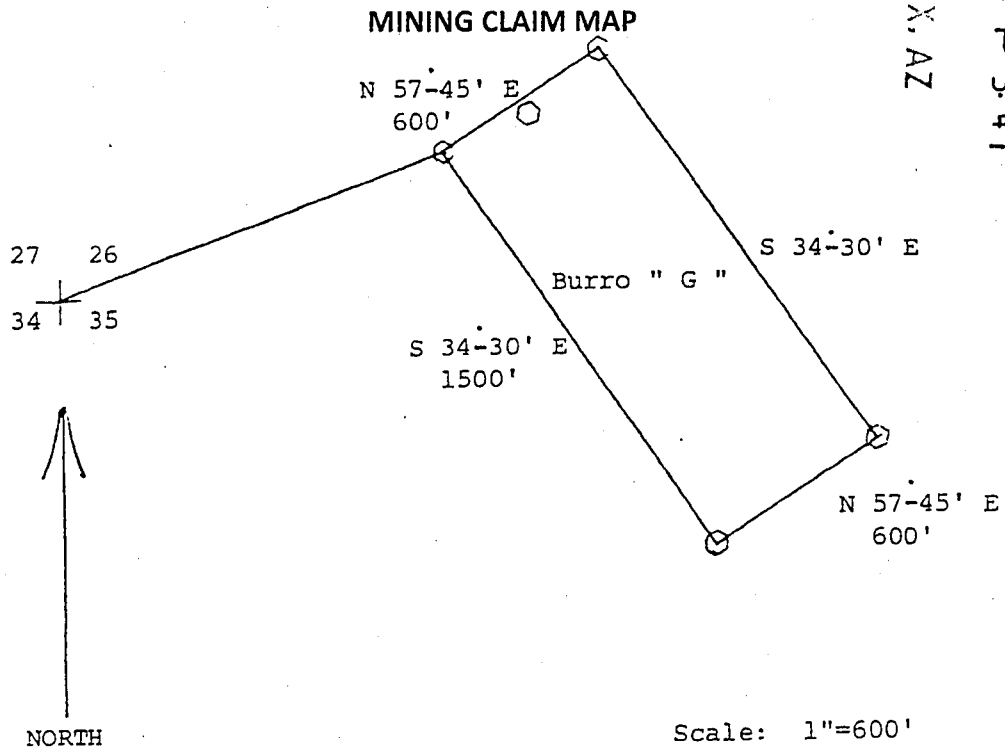 MINING CLAIM MAP
X, AZ
N 57-45' E
600'
27 26
34 35
S 34-30' E
Burro " G "
S 34-30' E
1500'
N 57-45' E
600'
NORTH
Scale: 1"=600'